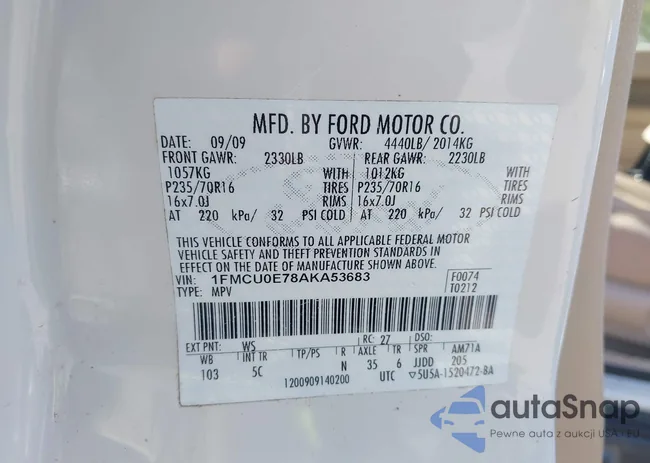 MFD. BY FORD MOTOR CO.
DATE: 09/09 GVWR: 4440LB/ 2014KG
FRONT GAWR: 2330LB REAR GAWR: 2230LB
1057KG WITH 1012KG WITH
P235/70R16 TIRES P235/70R16 TIRES
16x7.0J RIMS 16x7.0J RIMS
AT 220 kPa/ 32 PSI COLD AT 220 kPa/ 32 PSI COLD
THIS VEHICLE CONFORMS TO ALL APPLICABLE FEDERAL MOTOR
VEHICLE SAFETY AND THEFT PREVENTION STANDARDS IN
EFFECT ON THE DATE OF MANUFACTURE SHOWN ABOVE.
VIN: 1FMCU0E78AKA53683 F0074
TYPE: MPV T0212
EXT PNT: WS RC: 27 DSO:
WB INT TR TP/PS R AXLE TR SPR AM71A
103 5C N 35 6 JJDD 205
1200909140200 UTC ▽5U5A-1520472-BA
autoSnap
Pewne auta z aukcji USA i EU